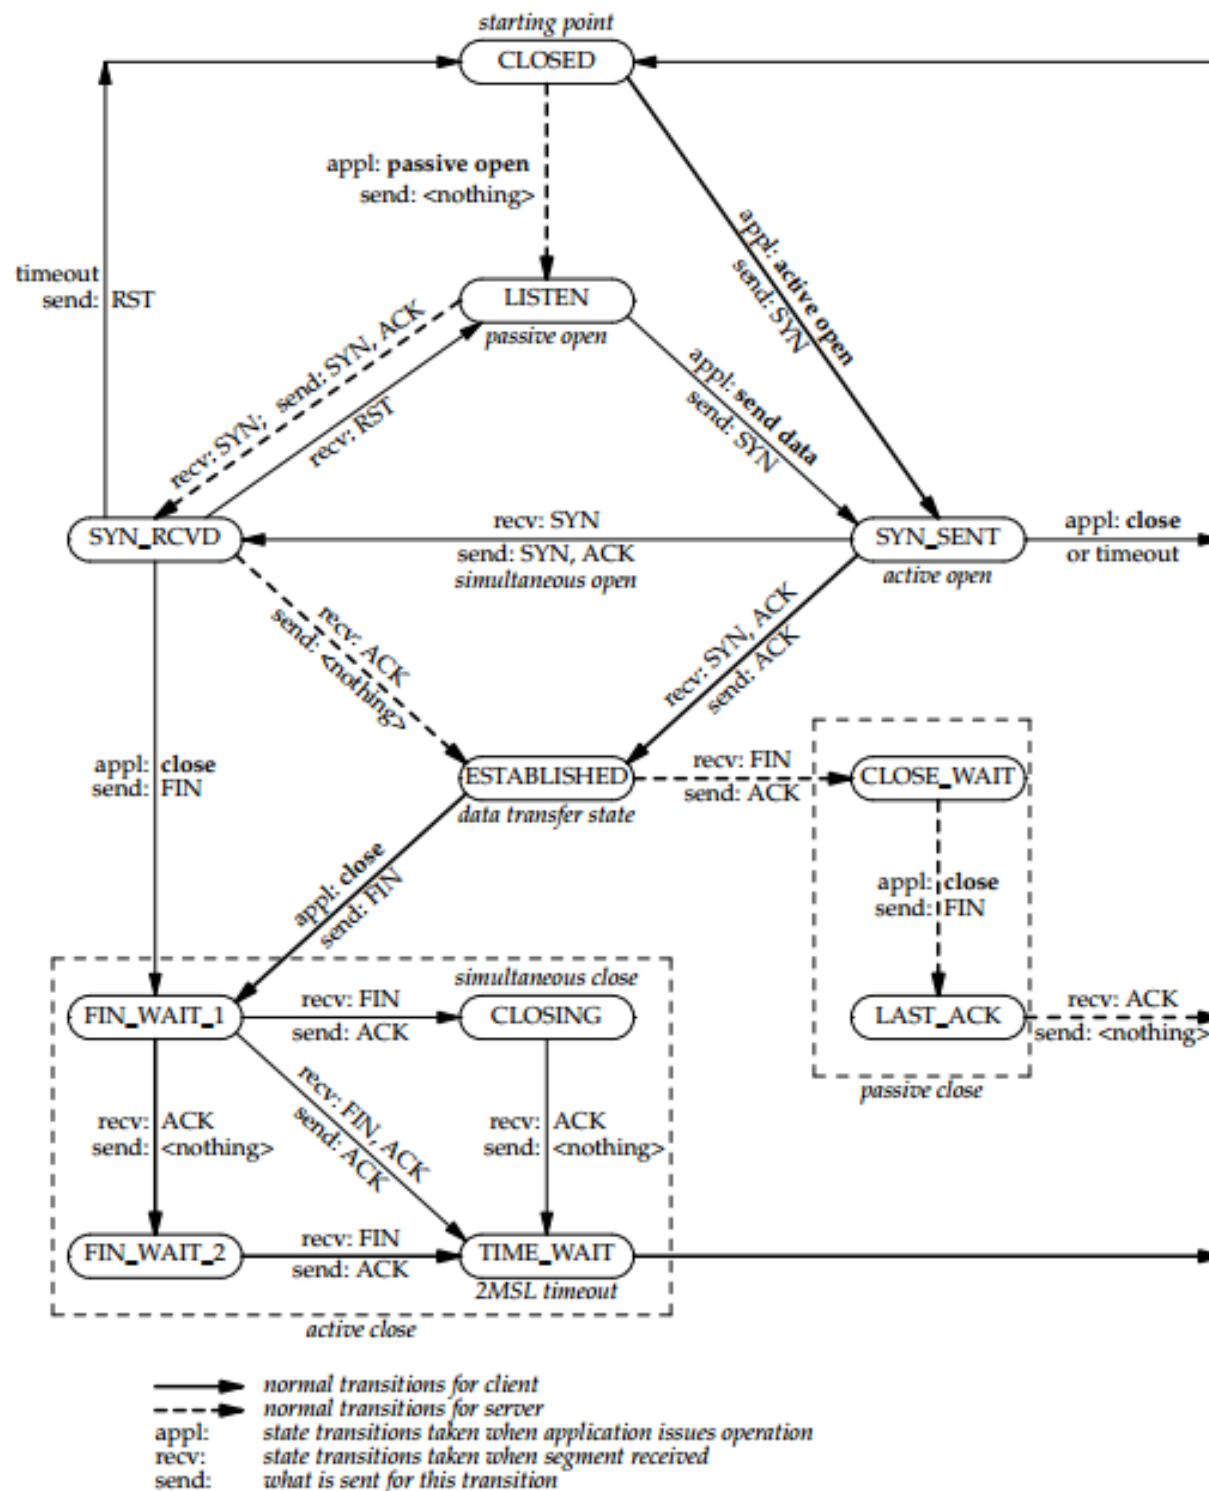 starting point
CLOSED
appl: passive open
send: <nothing>
appl: active open
send: SYN
timeout
send: RST
LISTEN
passive open
recv: SYN; send: SYN, ACK
recv: RST
appl: send data
send: SYN
SYN_RCVD
recv: SYN
send: SYN, ACK
simultaneous open
SYN_SENT
active open
appl: close
or timeout
recv: ACK
send: <nothing>
recv: SYN, ACK
send: ACK
appl: close
send: FIN
ESTABLISHED
data transfer state
recv: FIN
send: ACK
CLOSE_WAIT
appl: close
send: FIN
appl: close
send: FIN
simultaneous close
FIN_WAIT_1
recv: FIN
send: ACK
CLOSING
LAST_ACK
recv: ACK
send: <nothing>
passive close
recv: ACK
send: <nothing>
recv: FIN, ACK
send: ACK
recv: ACK
send: <nothing>
FIN_WAIT_2
recv: FIN
send: ACK
TIME_WAIT
2MSL timeout
active close
normal transitions for client
normal transitions for server
appl: state transitions taken when application issues operation
recv: state transitions taken when segment received
send: what is sent for this transition